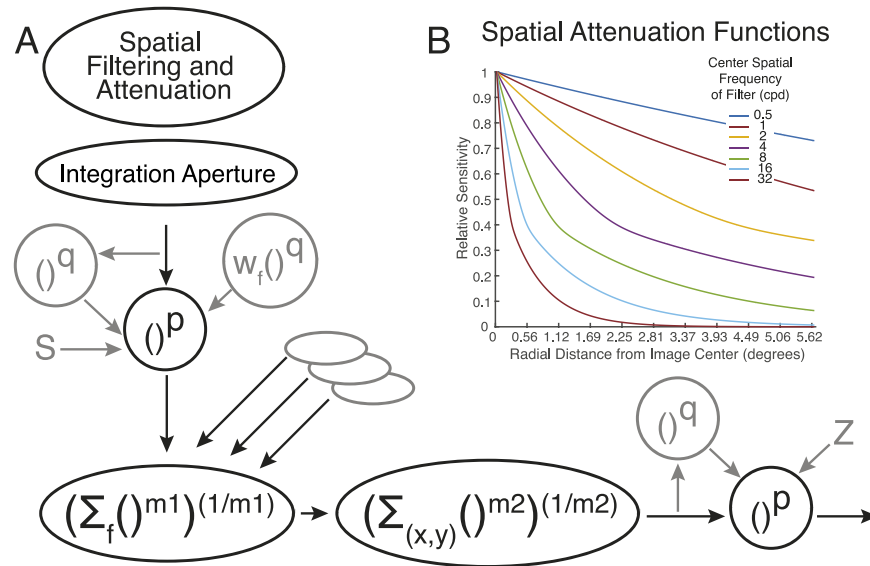 A
Spatial
Filtering and
Attenuation
Integration Aperture
()q
wf()q
S
()p
(Σf()m1)(1/m1)
(Σ(x,y)()m2)(1/m2)
()q
Z
()p
B
Spatial Attenuation Functions
Center Spatial
Frequency
of Filter (cpd)
0.5
1
2
4
8
16
32
Relative Sensitivity
1
0.9
0.8
0.7
0.6
0.5
0.4
0.3
0.2
0.1
0
0 0.56 1.12 1.69 2.25 2.81 3.37 3.93 4.49 5.06 5.62
Radial Distance from Image Center (degrees)